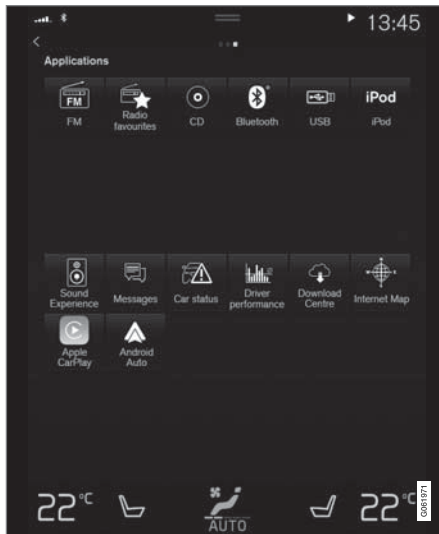 13:45
Applications
FM
iPod
FM
Radio
favourites
CD
Bluetooth
USB
iPod
Sound
Experience
Messages
Car status
Driver
performance
Download
Centre
Internet Map
Apple
CarPlay
Android
Auto
22°C
AUTO
22°C
G061971